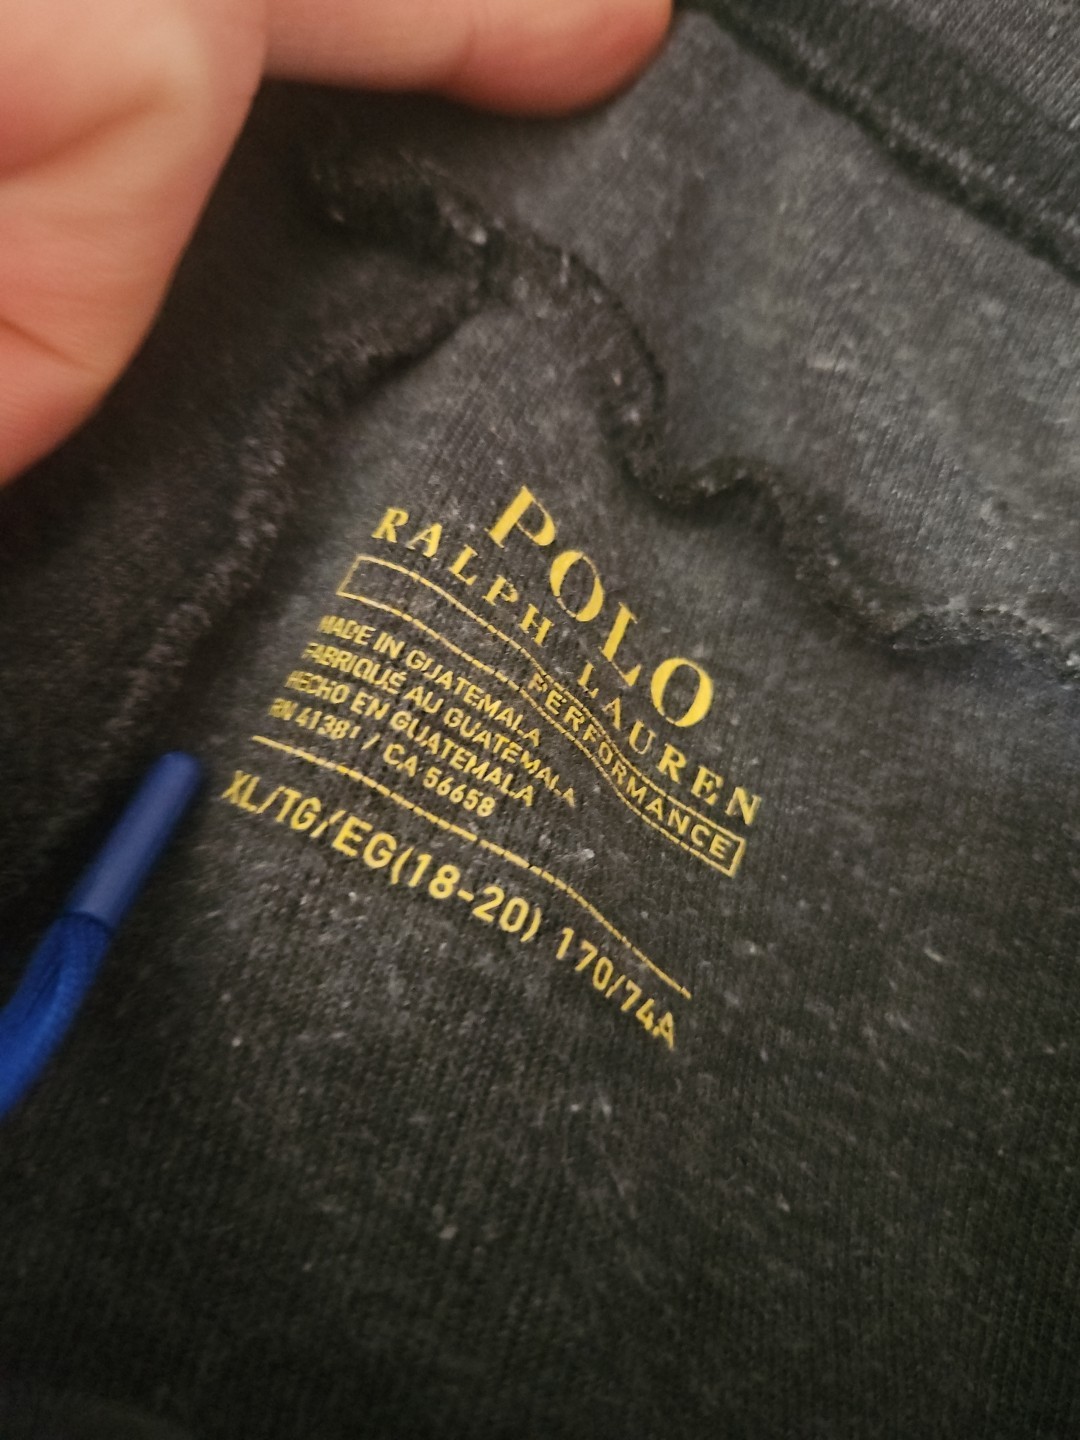 POLO
RALPH LAUREN
PERFORMANCE
MADE IN GUATEMALA
FABRIQUÉ AU GUATEMALA
HECHO EN GUATEMALA
RN 41381 / CA 56658
XL/TG/EG(18-20) 170/74A